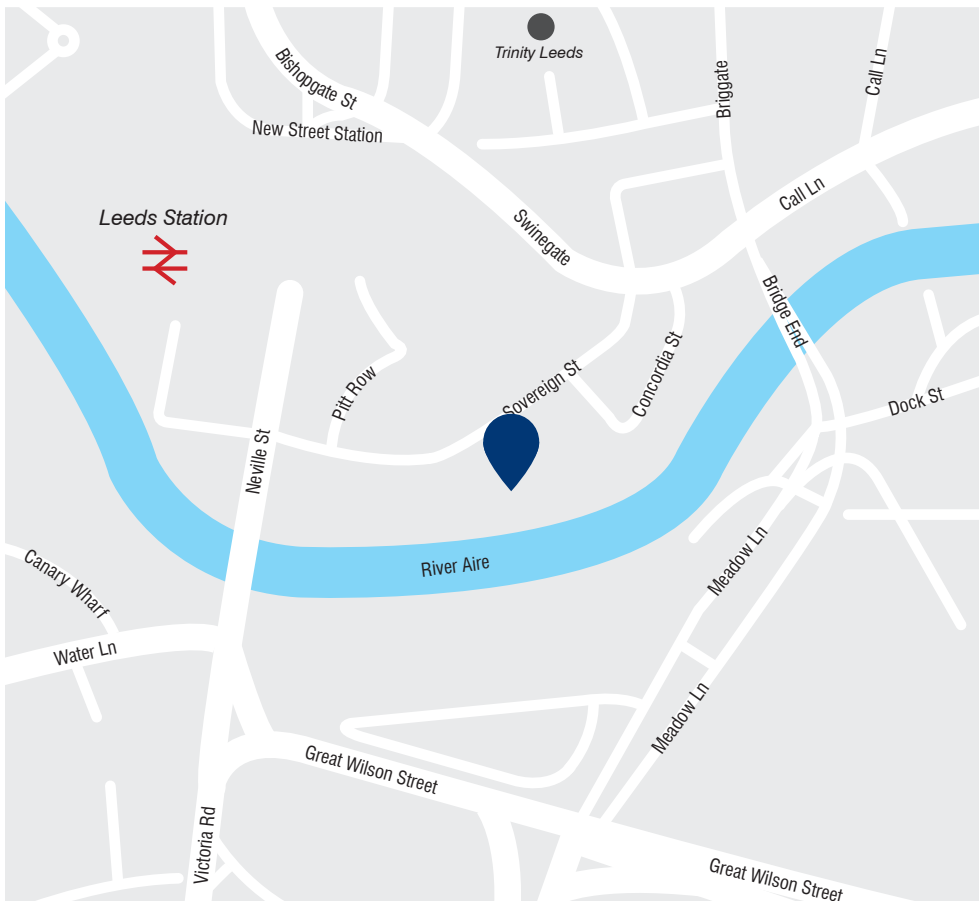 Trinity Leeds
Bishopgate St
New Street Station
Briggate
Call Ln
Call Ln
Leeds Station
Swinegate
Bridge End
Sovereign St
Concordia St
Pitt Row
Dock St
Neville St
River Aire
Meadow Ln
Canary Wharf
Water Ln
Meadow Ln
Great Wilson Street
Victoria Rd
Great Wilson Street